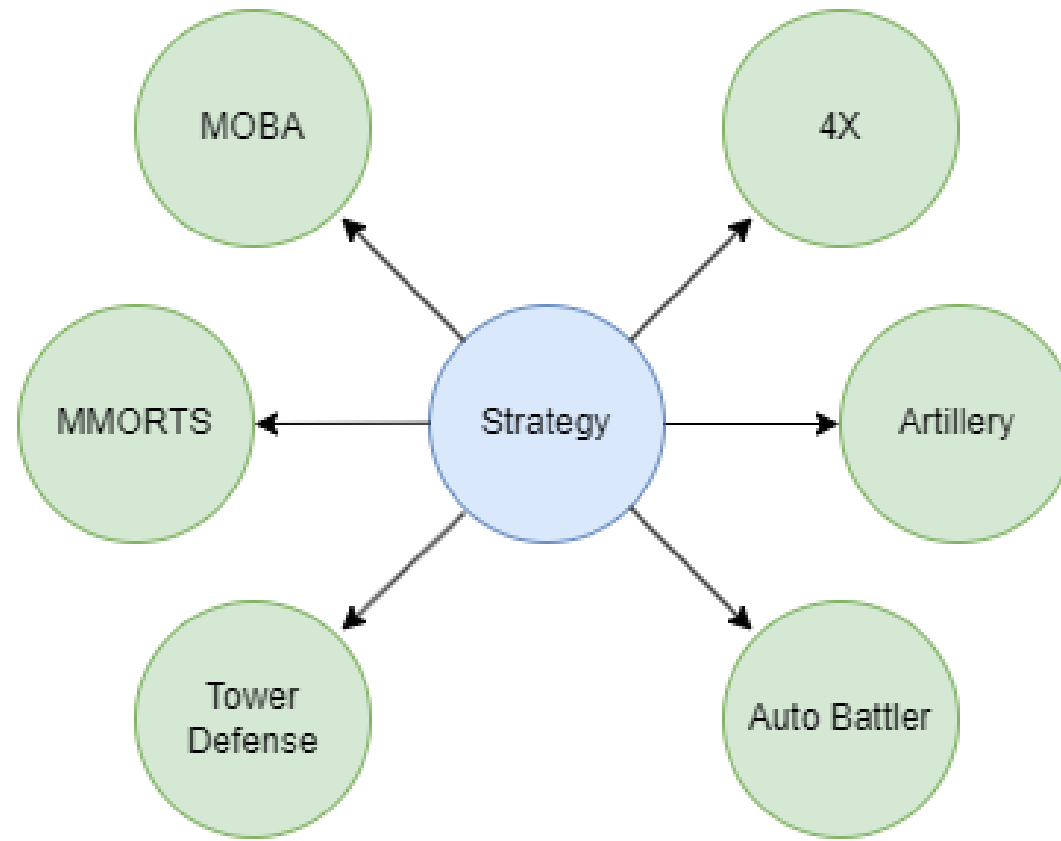 MOBA
4X
MMORTS
Strategy
Artillery
Tower
Defense
Auto Battler